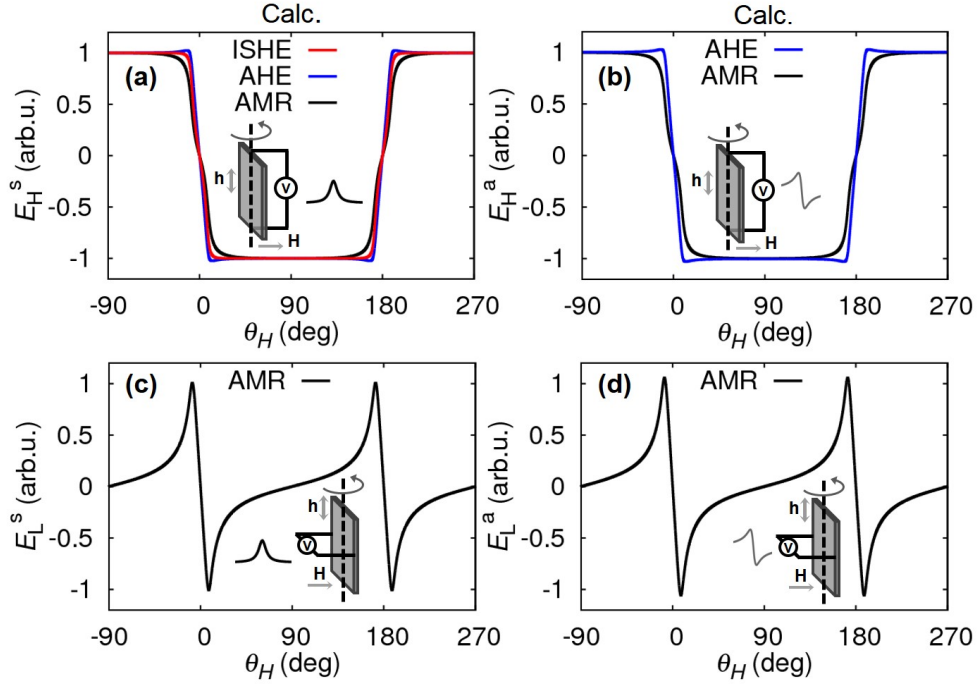 Calc.
(a)
ISHE
AHE
AMR
1
0.5
0
-0.5
-1
E_H^s (arb.u.)
h
V
H
-90 0 90 180 270
θ_H (deg)
Calc.
(b)
AHE
AMR
1
0.5
0
-0.5
-1
E_H^a (arb.u.)
h
V
H
-90 0 90 180 270
θ_H (deg)
(c)
AMR
1
0.5
0
-0.5
-1
E_L^s (arb.u.)
h
V
H
-90 0 90 180 270
θ_H (deg)
(d)
AMR
1
0.5
0
-0.5
-1
E_L^a (arb.u.)
h
V
H
-90 0 90 180 270
θ_H (deg)